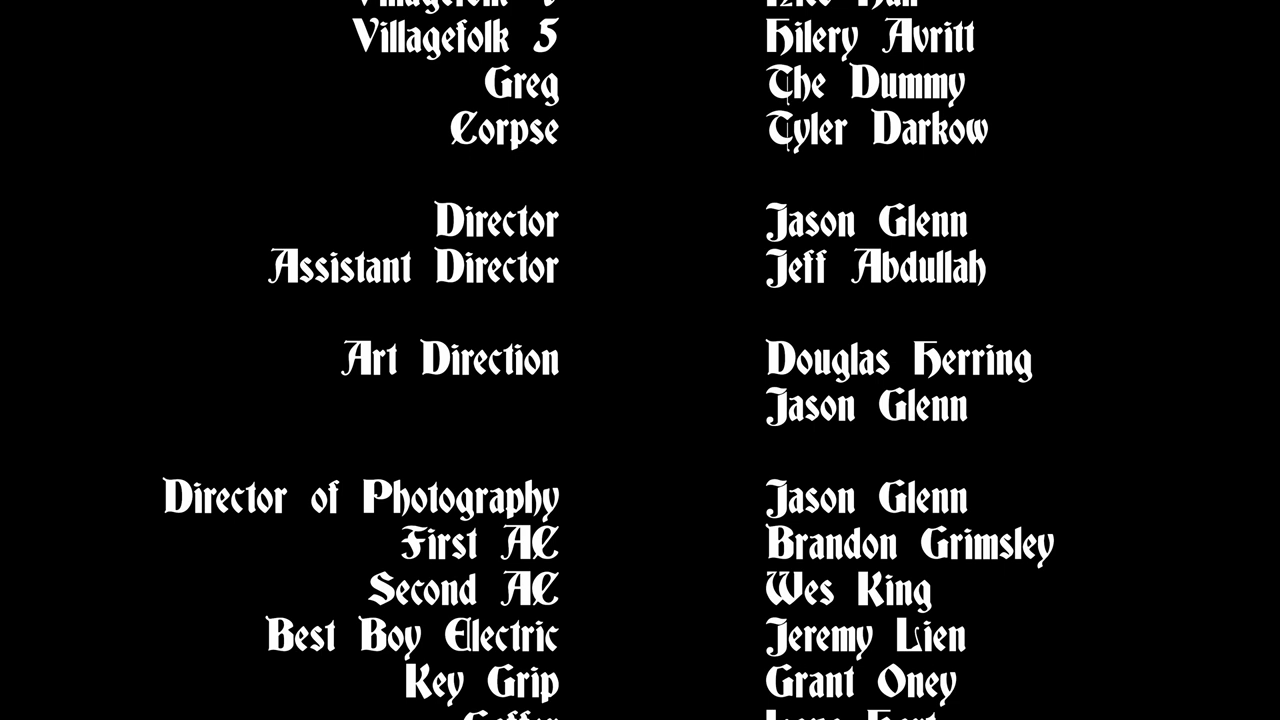 Villagefolk 5 Hilery Avritt
Greg The Dummy
Corpse Tyler Darkow
Director Jason Glenn
Assistant Director Jeff Abdullah
Art Direction Douglas Herring
Jason Glenn
Director of Photography Jason Glenn
First AC Brandon Grimsley
Second AC Wes King
Best Boy Electric Jeremy Lien
Key Grip Grant Oney